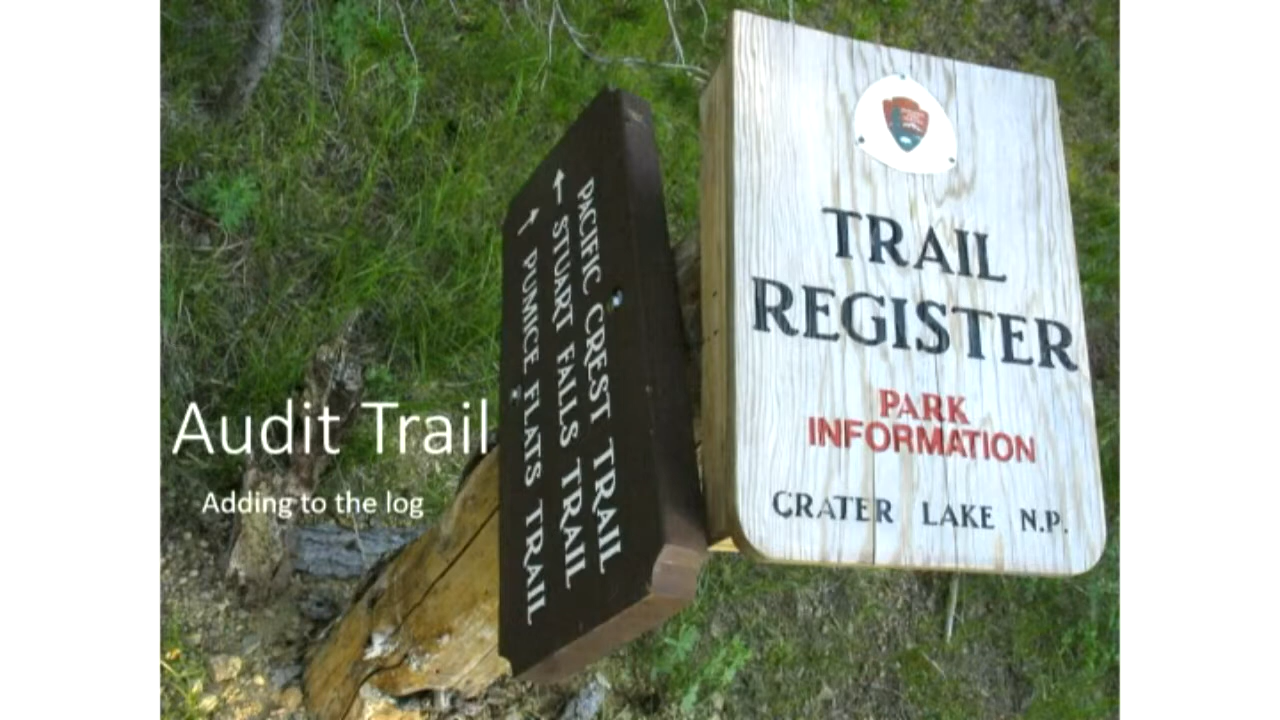 Audit Trail
Adding to the log
PACIFIC CREST TRAIL
STUART FALLS TRAIL
PUMICE FLATS TRAIL
TRAIL
REGISTER
PARK
INFORMATION
CRATER LAKE N.P.